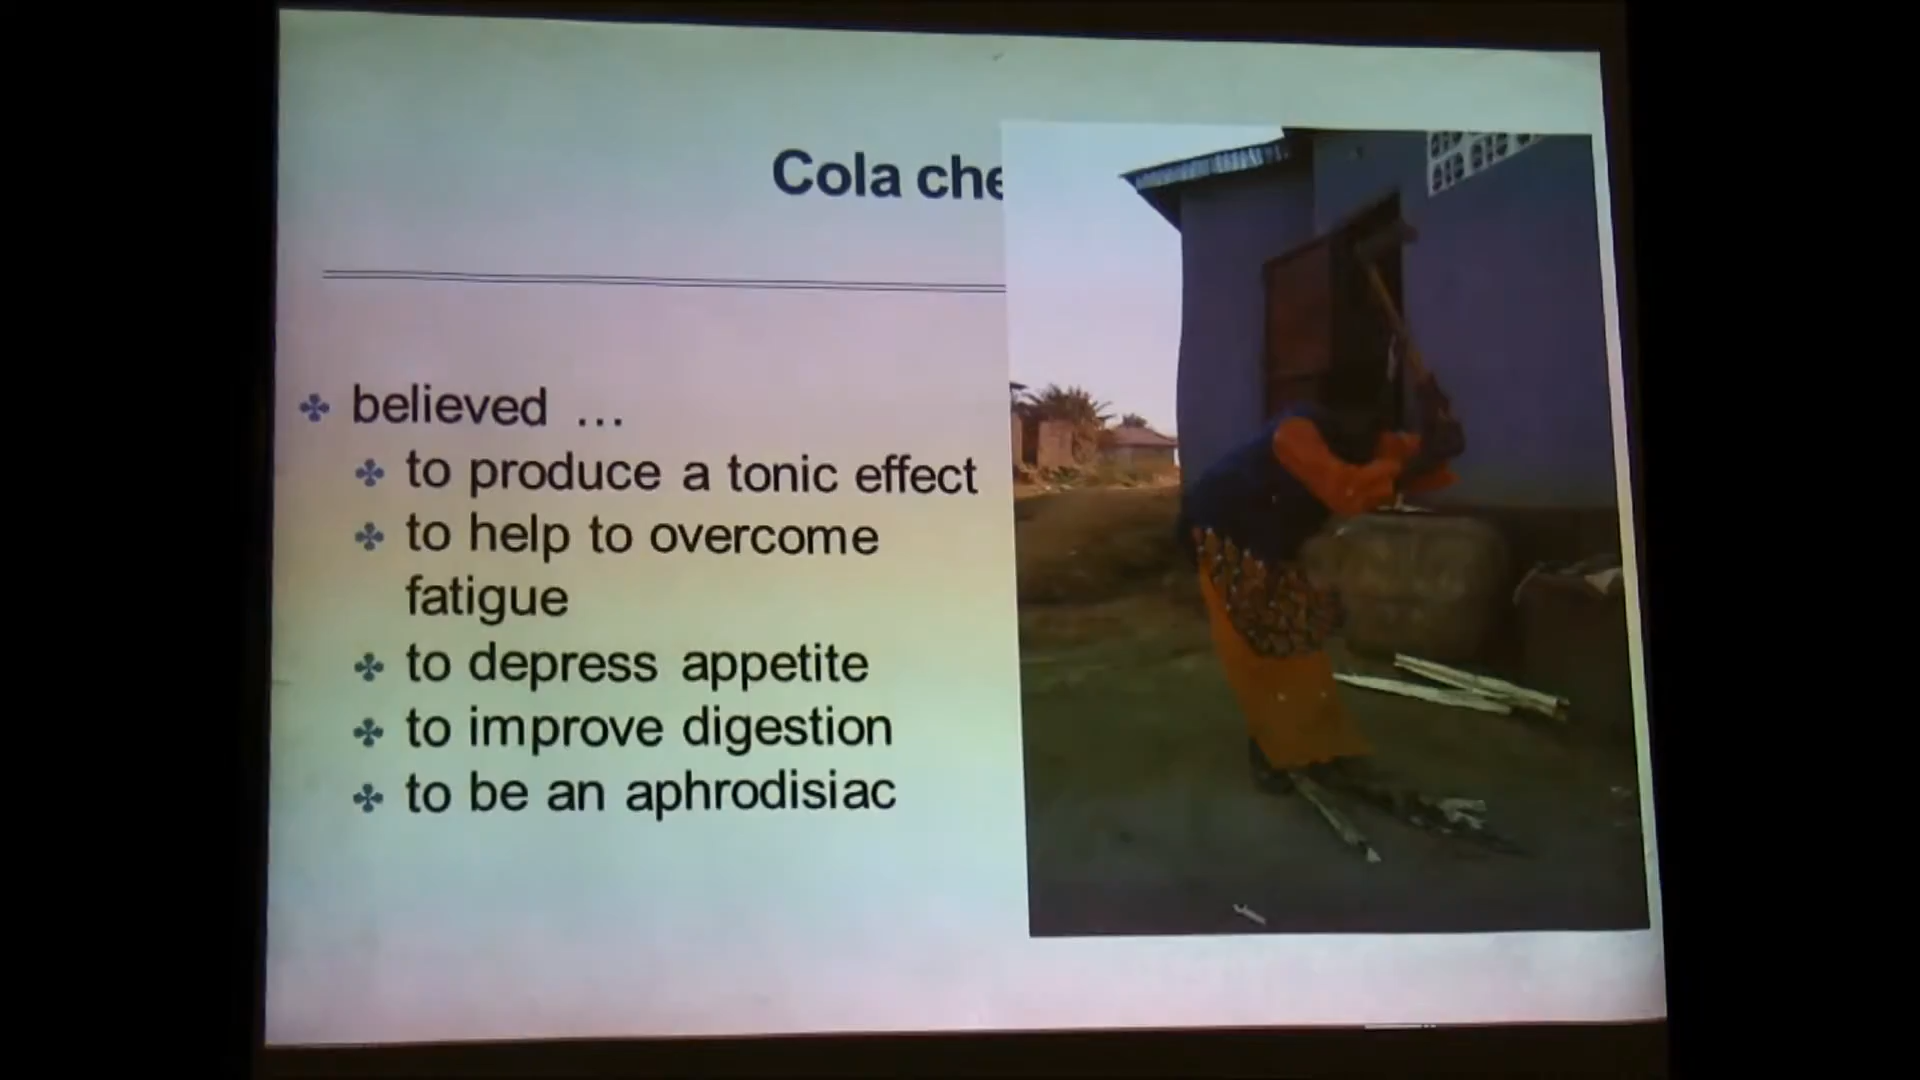 Cola che
believed ...
to produce a tonic effect
to help to overcome
fatigue
to depress appetite
to improve digestion
to be an aphrodisiac